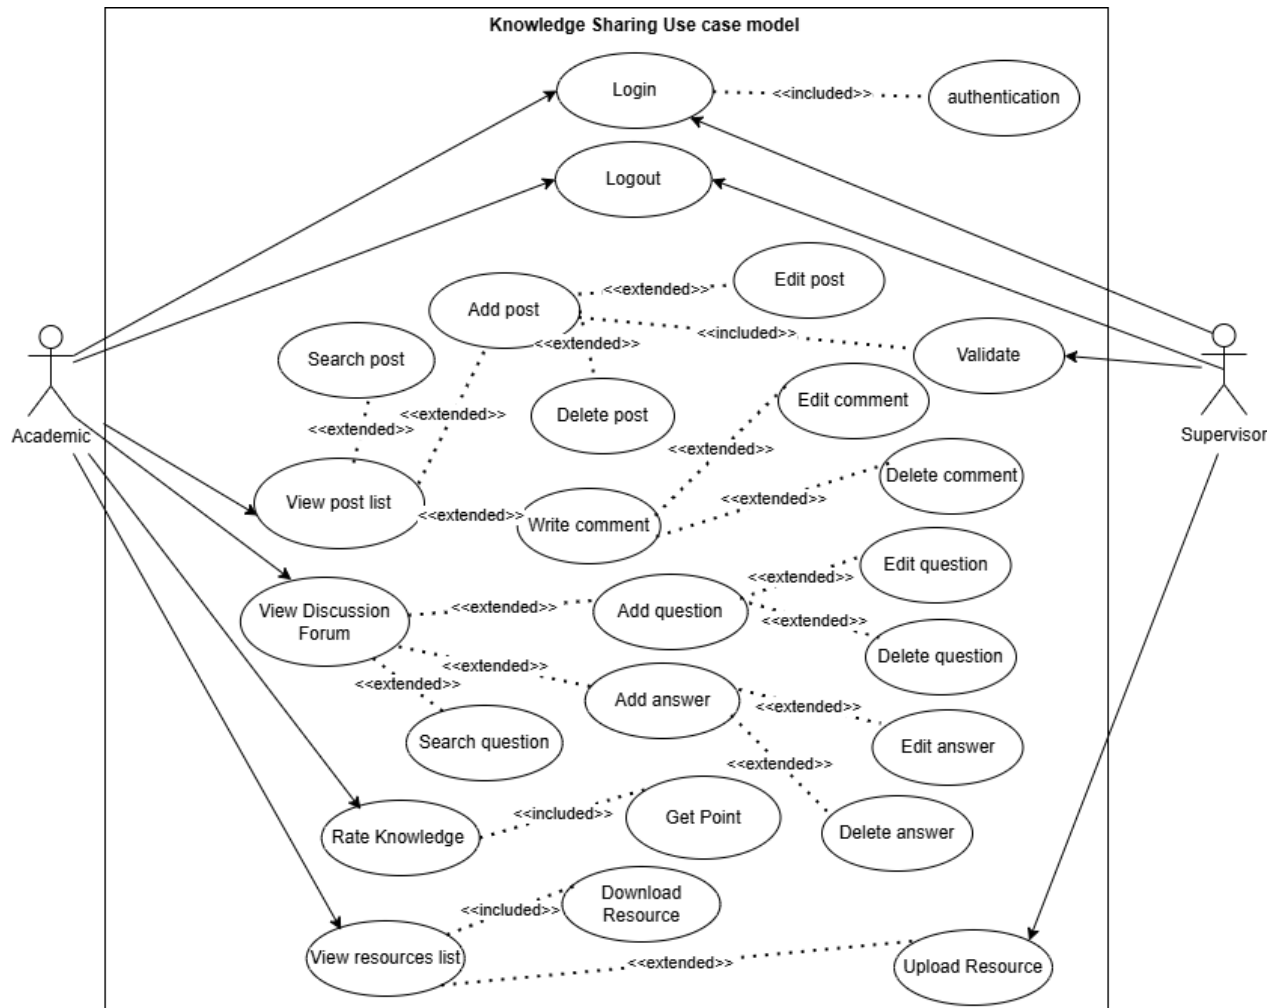 Knowledge Sharing Use case model
Login
<<included>>
authentication
Logout
Edit post
<<extended>>
Add post
<<included>>
Validate
<<extended>>
Search post
Edit comment
<<extended>>
Delete post
<<extended>>
Academic
Supervisor
<<extended>>
Delete comment
<<extended>>
View post list
<<extended>>
Write comment
Edit question
<<extended>>
View Discussion
Forum
<<extended>>
Add question
<<extended>>
Delete question
<<extended>>
<<extended>>
Add answer
<<extended>>
Search question
Edit answer
<<extended>>
Rate Knowledge
<<included>>
Get Point
Delete answer
Download
Resource
<<included>>
View resources list
<<extended>>
Upload Resource